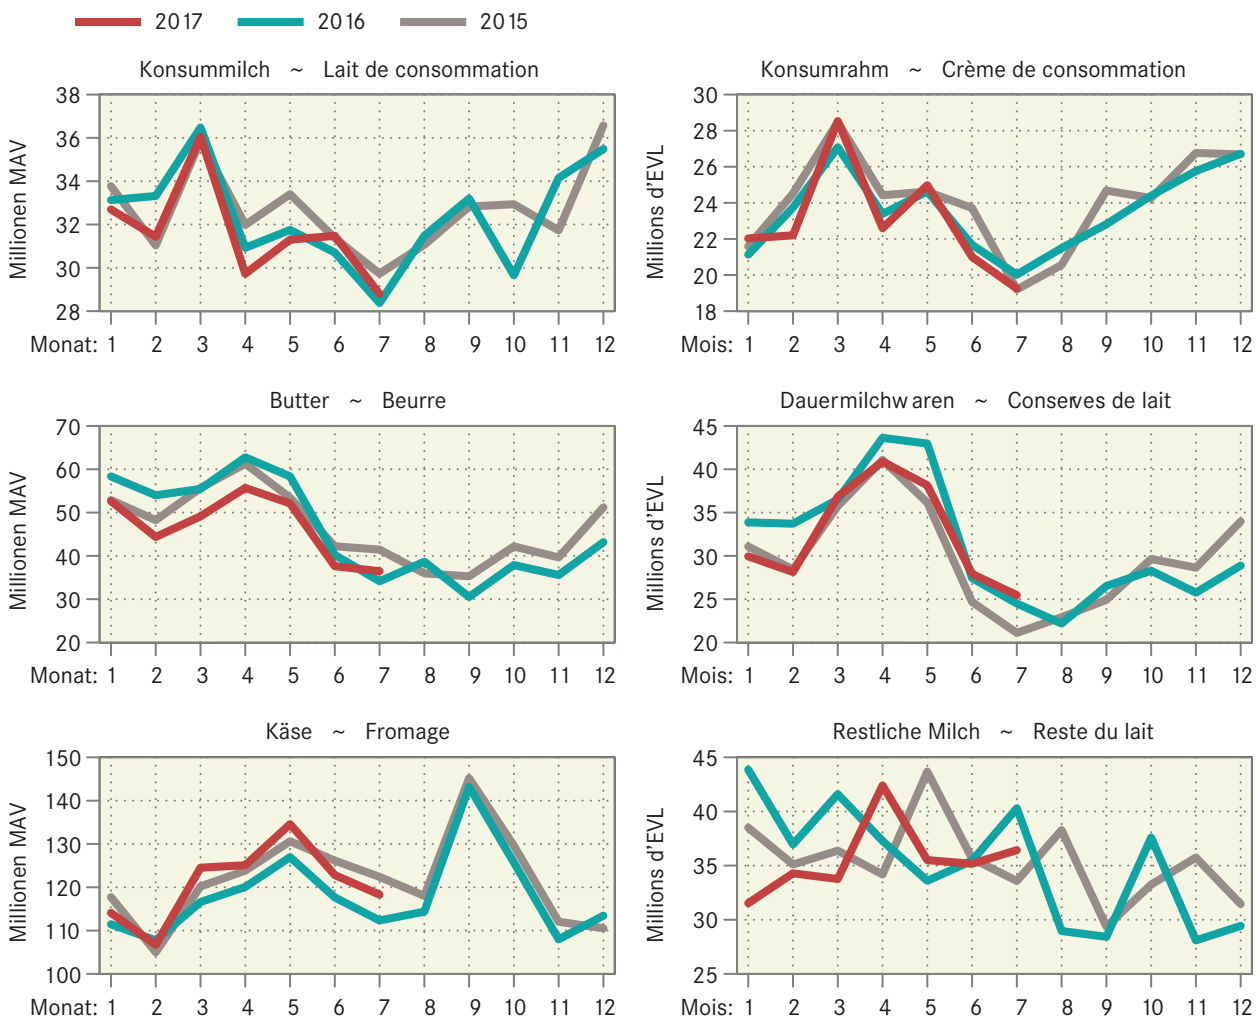 2017 2016 2015
Konsummilch ~ Lait de consommation
Millionen MAV
38
36
34
32
30
28
Monat: 1 2 3 4 5 6 7 8 9 10 11 12
Konsumrahm ~ Crème de consommation
Millions d'EVL
30
28
26
24
22
20
18
Mois: 1 2 3 4 5 6 7 8 9 10 11 12
Butter ~ Beurre
Millionen MAV
70
60
50
40
30
20
Monat: 1 2 3 4 5 6 7 8 9 10 11 12
Dauermilchwaren ~ Conserves de lait
Millions d'EVL
45
40
35
30
25
20
Mois: 1 2 3 4 5 6 7 8 9 10 11 12
Käse ~ Fromage
Millionen MAV
150
140
130
120
110
100
Monat: 1 2 3 4 5 6 7 8 9 10 11 12
Restliche Milch ~ Reste du lait
Millions d'EVL
45
40
35
30
25
Mois: 1 2 3 4 5 6 7 8 9 10 11 12